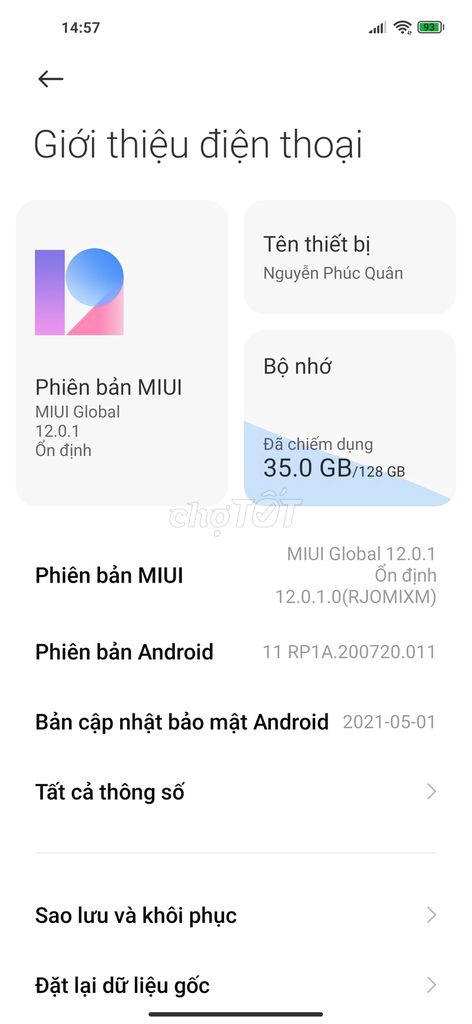 14:57
93
Giới thiệu điện thoại
Phiên bản MIUI
MIUI Global
12.0.1
Ổn định
Tên thiết bị
Nguyễn Phúc Quân
Bộ nhớ
Đã chiếm dụng
35.0 GB/128 GB
chợTỐT
Phiên bản MIUI
MIUI Global 12.0.1
Ổn định
12.0.1.0(RJOMIXM)
Phiên bản Android
11 RP1A.200720.011
Bản cập nhật bảo mật Android
2021-05-01
Tất cả thông số
Sao lưu và khôi phục
Đặt lại dữ liệu gốc